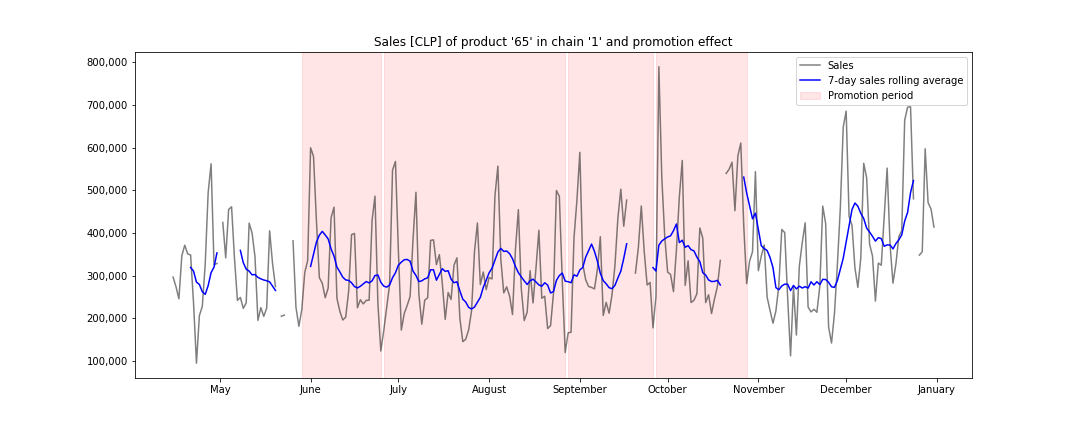 Sales [CLP] of product '65' in chain '1' and promotion effect
800,000
700,000
600,000
500,000
400,000
300,000
200,000
100,000
Sales
7-day sales rolling average
Promotion period
May June July August September October November December January